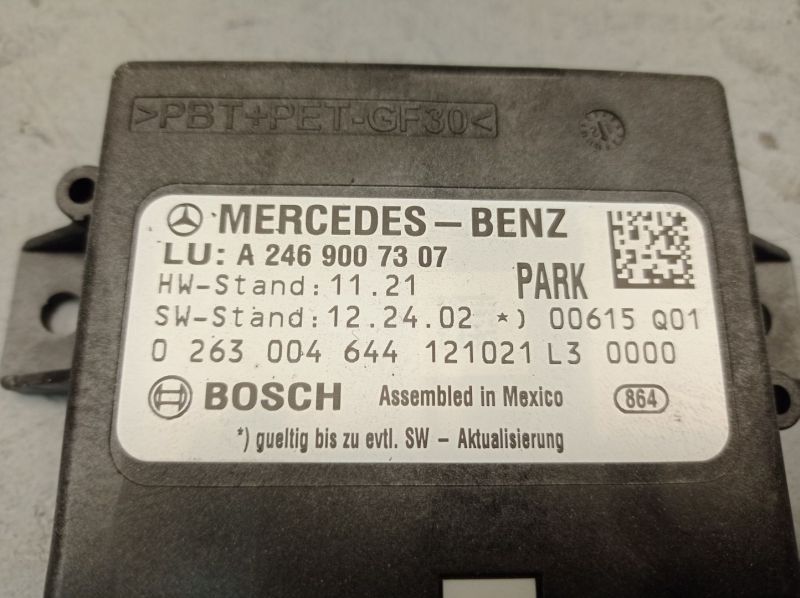 >PBT+PET-GF30<
MERCEDES-BENZ
LU: A 246 900 73 07
HW-Stand: 11.21 PARK
SW-Stand: 12.24.02 *) 00615 Q01
0 263 004 644 121021 L3 0000
BOSCH Assembled in Mexico 864
*) gueltig bis zu evtl. SW - Aktualisierung